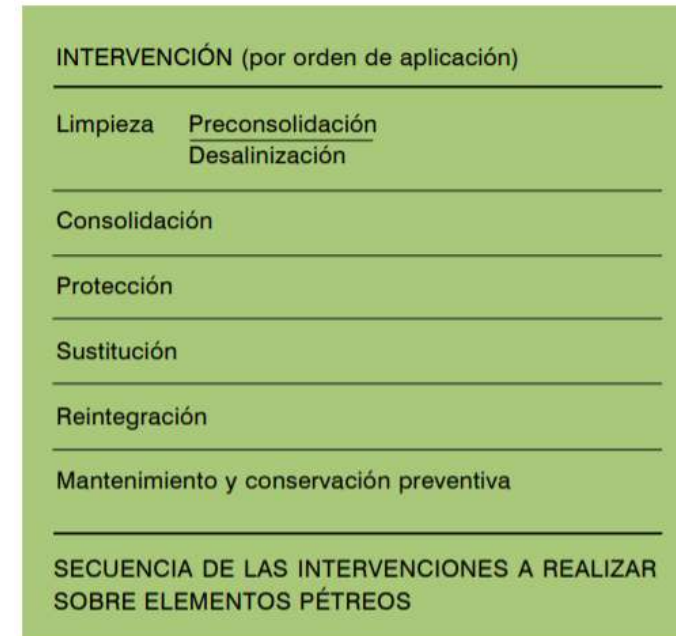 INTERVENCIÓN (por orden de aplicación)
Limpieza Preconsolidación
Desalinización
Consolidación
Protección
Sustitución
Reintegración
Mantenimiento y conservación preventiva
SECUENCIA DE LAS INTERVENCIONES A REALIZAR
SOBRE ELEMENTOS PÉTREOS